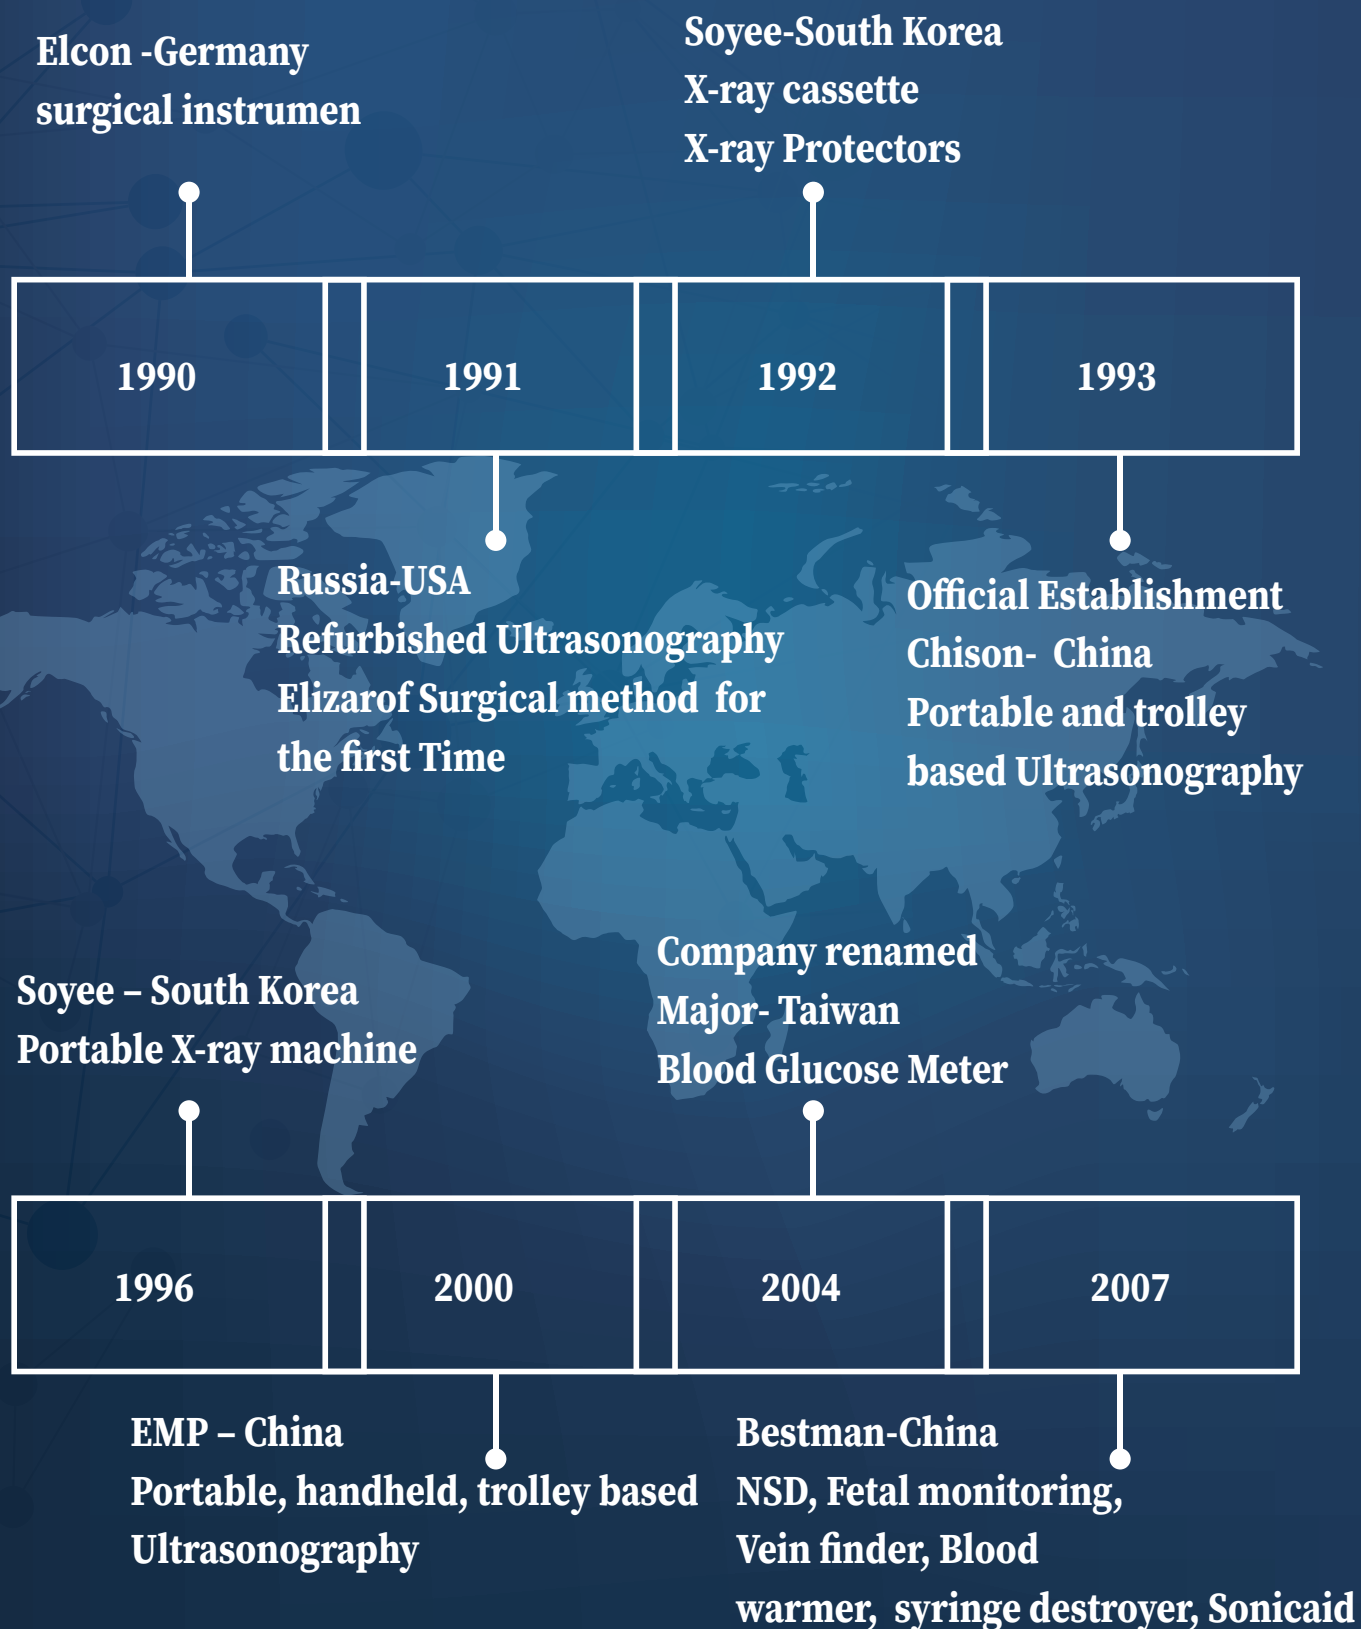 Elcon -Germany
surgical instrumen
Soyee-South Korea
X-ray cassette
X-ray Protectors
1990
1991
1992
1993
Russia-USA
Refurbished Ultrasonography
Elizarof Surgical method  for
the first Time
Official Establishment
Chison-  China
Portable and trolley
based Ultrasonography
Soyee – South Korea
Portable X-ray machine
Company renamed
Major- Taiwan
Blood Glucose Meter
1996
2000
2004
2007
EMP – China
Portable, handheld, trolley based
Ultrasonography
Bestman-China
NSD, Fetal monitoring,
Vein finder, Blood
warmer,  syringe destroyer, Sonicaid